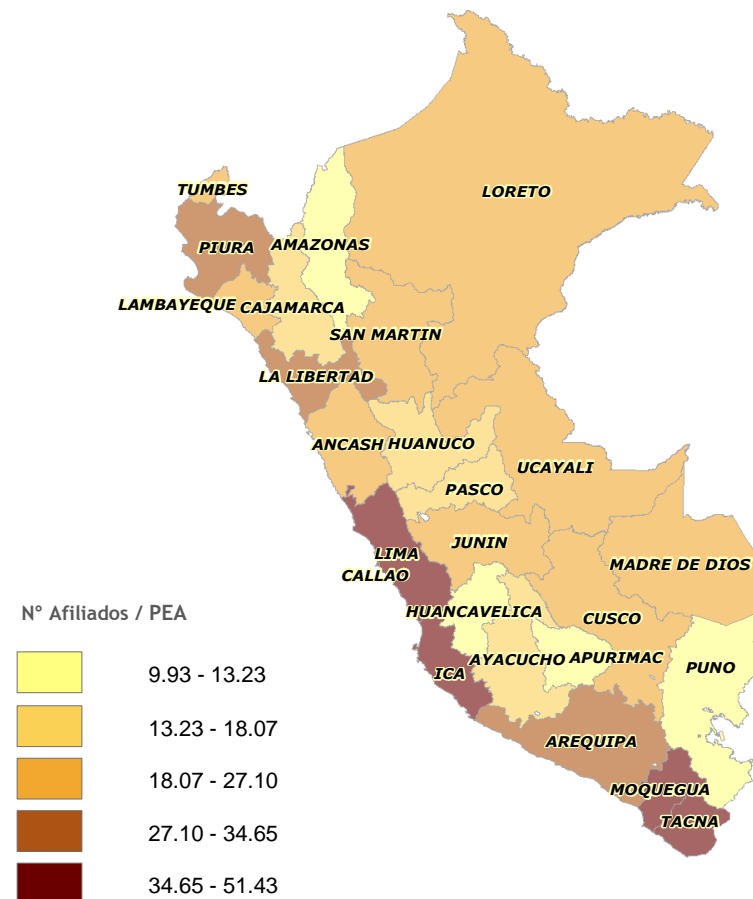 TUMBES
LORETO
PIURA
AMAZONAS
LAMBAYEQUE
CAJAMARCA
SAN MARTIN
LA LIBERTAD
ANCASH
HUANUCO
UCAYALI
PASCO
LIMA
JUNIN
MADRE DE DIOS
CALLAO
HUANCAVELICA
CUSCO
AYACUCHO
APURIMAC
PUNO
ICA
AREQUIPA
MOQUEGUA
TACNA
N° Afiliados / PEA
9.93 - 13.23
13.23 - 18.07
18.07 - 27.10
27.10 - 34.65
34.65 - 51.43